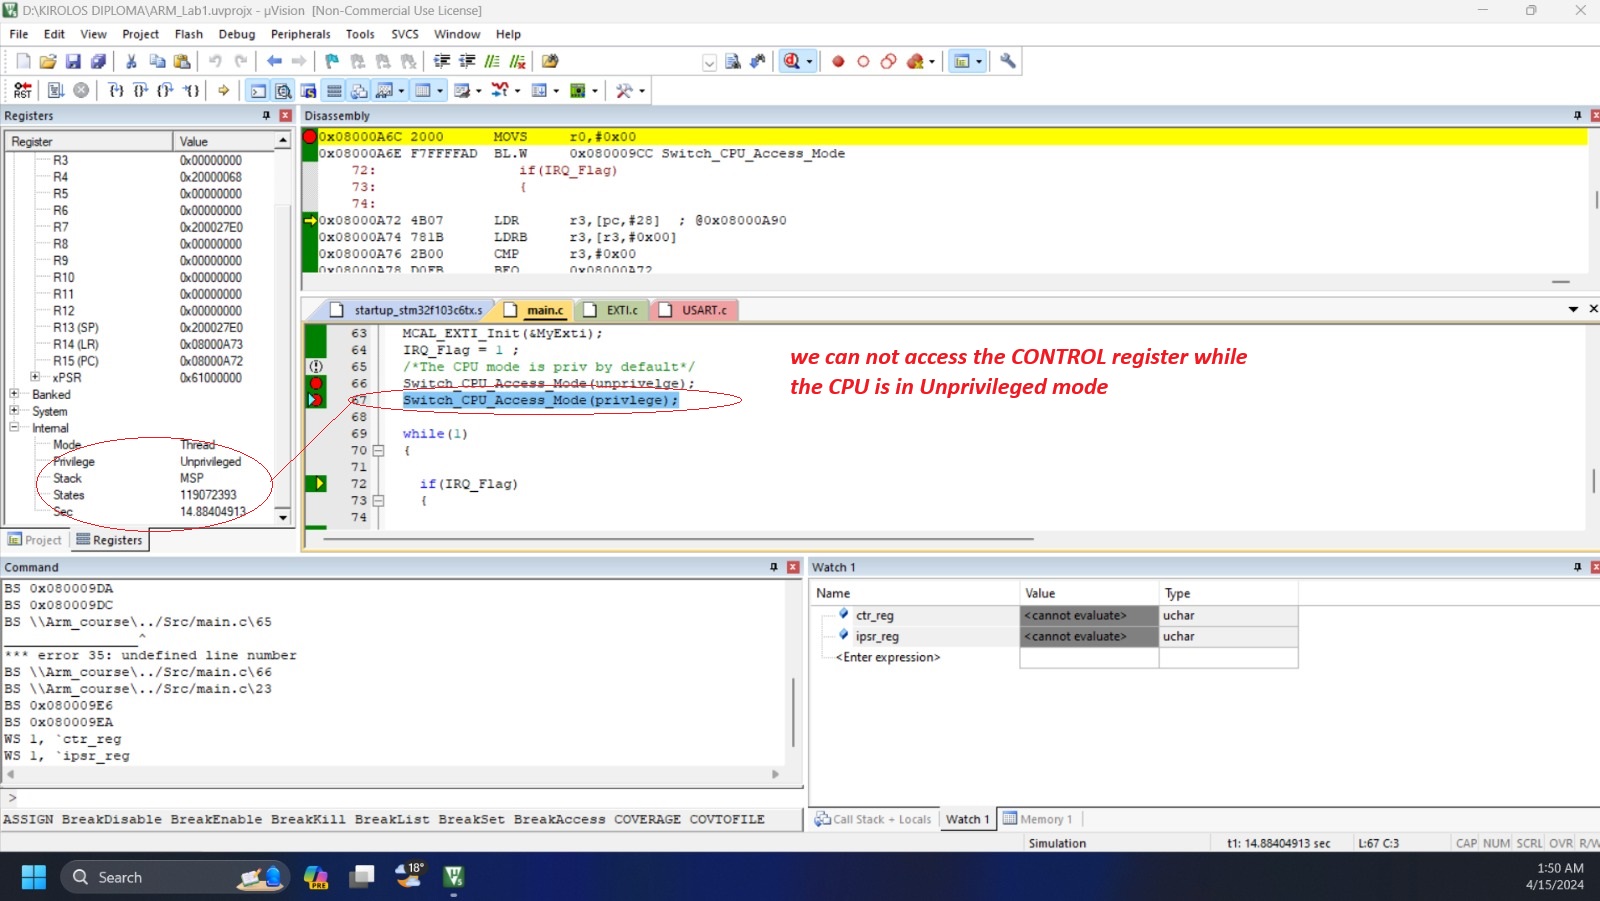 D:\KIROLOS DIPLOMA\ARM_Lab1.uvprojx - µVision  [Non-Commercial Use License]
File Edit View Project Flash Debug Peripherals Tools SVCS Window Help
RST
Registers
Register Value
R3 0x00000000
R4 0x20000068
R5 0x00000000
R6 0x00000000
R7 0x200027E0
R8 0x00000000
R9 0x00000000
R10 0x00000000
R11 0x00000000
R12 0x00000000
R13 (SP) 0x200027E0
R14 (LR) 0x08000A73
R15 (PC) 0x08000A72
xPSR 0x61000000
Banked
System
Internal
Mode Thread
Privilege Unprivileged
Stack MSP
States 119072393
Sec 14.88404913
Project Registers
Disassembly
0x08000A6C 2000 MOVS r0,#0x00
0x08000A6E F7FFFFAD BL.W 0x080009CC Switch_CPU_Access_Mode
72: if(IRQ_Flag)
73: {
74:
0x08000A72 4B07 LDR r3,[pc,#28] ; @0x08000A90
0x08000A74 781B LDRB r3,[r3,#0x00]
0x08000A76 2B00 CMP r3,#0x00
0x08000A78 D0FB BEQ 0x08000A72
startup_stm32f103c6tx.s main.c EXTI.c USART.c
63 MCAL_EXTI_Init(&MyExti);
64 IRQ_Flag = 1 ;
65 /*The CPU mode is priv by default*/
66 Switch_CPU_Access_Mode(unprivelge);
67 Switch_CPU_Access_Mode(privlege);
68
69 while(1)
70 {
71
72 if(IRQ_Flag)
73 {
74
we can not access the CONTROL register while
the CPU is in Unprivileged mode
Command
BS 0x080009DA
BS 0x080009DC
BS \\Arm_course\../Src/main.c\65
^
*** error 35: undefined line number
BS \\Arm_course\../Src/main.c\66
BS \\Arm_course\../Src/main.c\23
BS 0x080009E6
BS 0x080009EA
WS 1, `ctr_reg
WS 1, `ipsr_reg
>
ASSIGN BreakDisable BreakEnable BreakKill BreakList BreakSet BreakAccess COVERAGE COVTOFILE
Watch 1
Name Value Type
ctr_reg <cannot evaluate> uchar
ipsr_reg <cannot evaluate> uchar
<Enter expression>
Call Stack + Locals Watch 1 Memory 1
Simulation t1: 14.88404913 sec L:67 C:3 CAP NUM SCRL OVR R/W
Search
PRE
18°
1:50 AM
4/15/2024